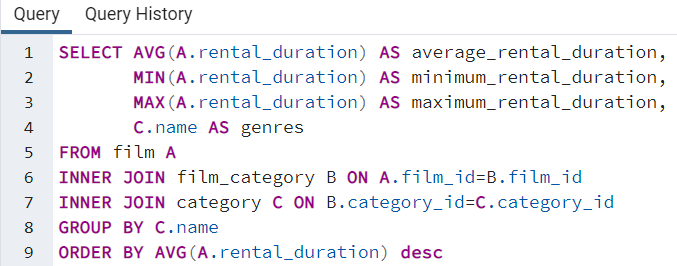 Query Query History
1 SELECT AVG(A.rental_duration) AS average_rental_duration,
2 MIN(A.rental_duration) AS minimum_rental_duration,
3 MAX(A.rental_duration) AS maximum_rental_duration,
4 C.name AS genres
5 FROM film A
6 INNER JOIN film_category B ON A.film_id=B.film_id
7 INNER JOIN category C ON B.category_id=C.category_id
8 GROUP BY C.name
9 ORDER BY AVG(A.rental_duration) desc